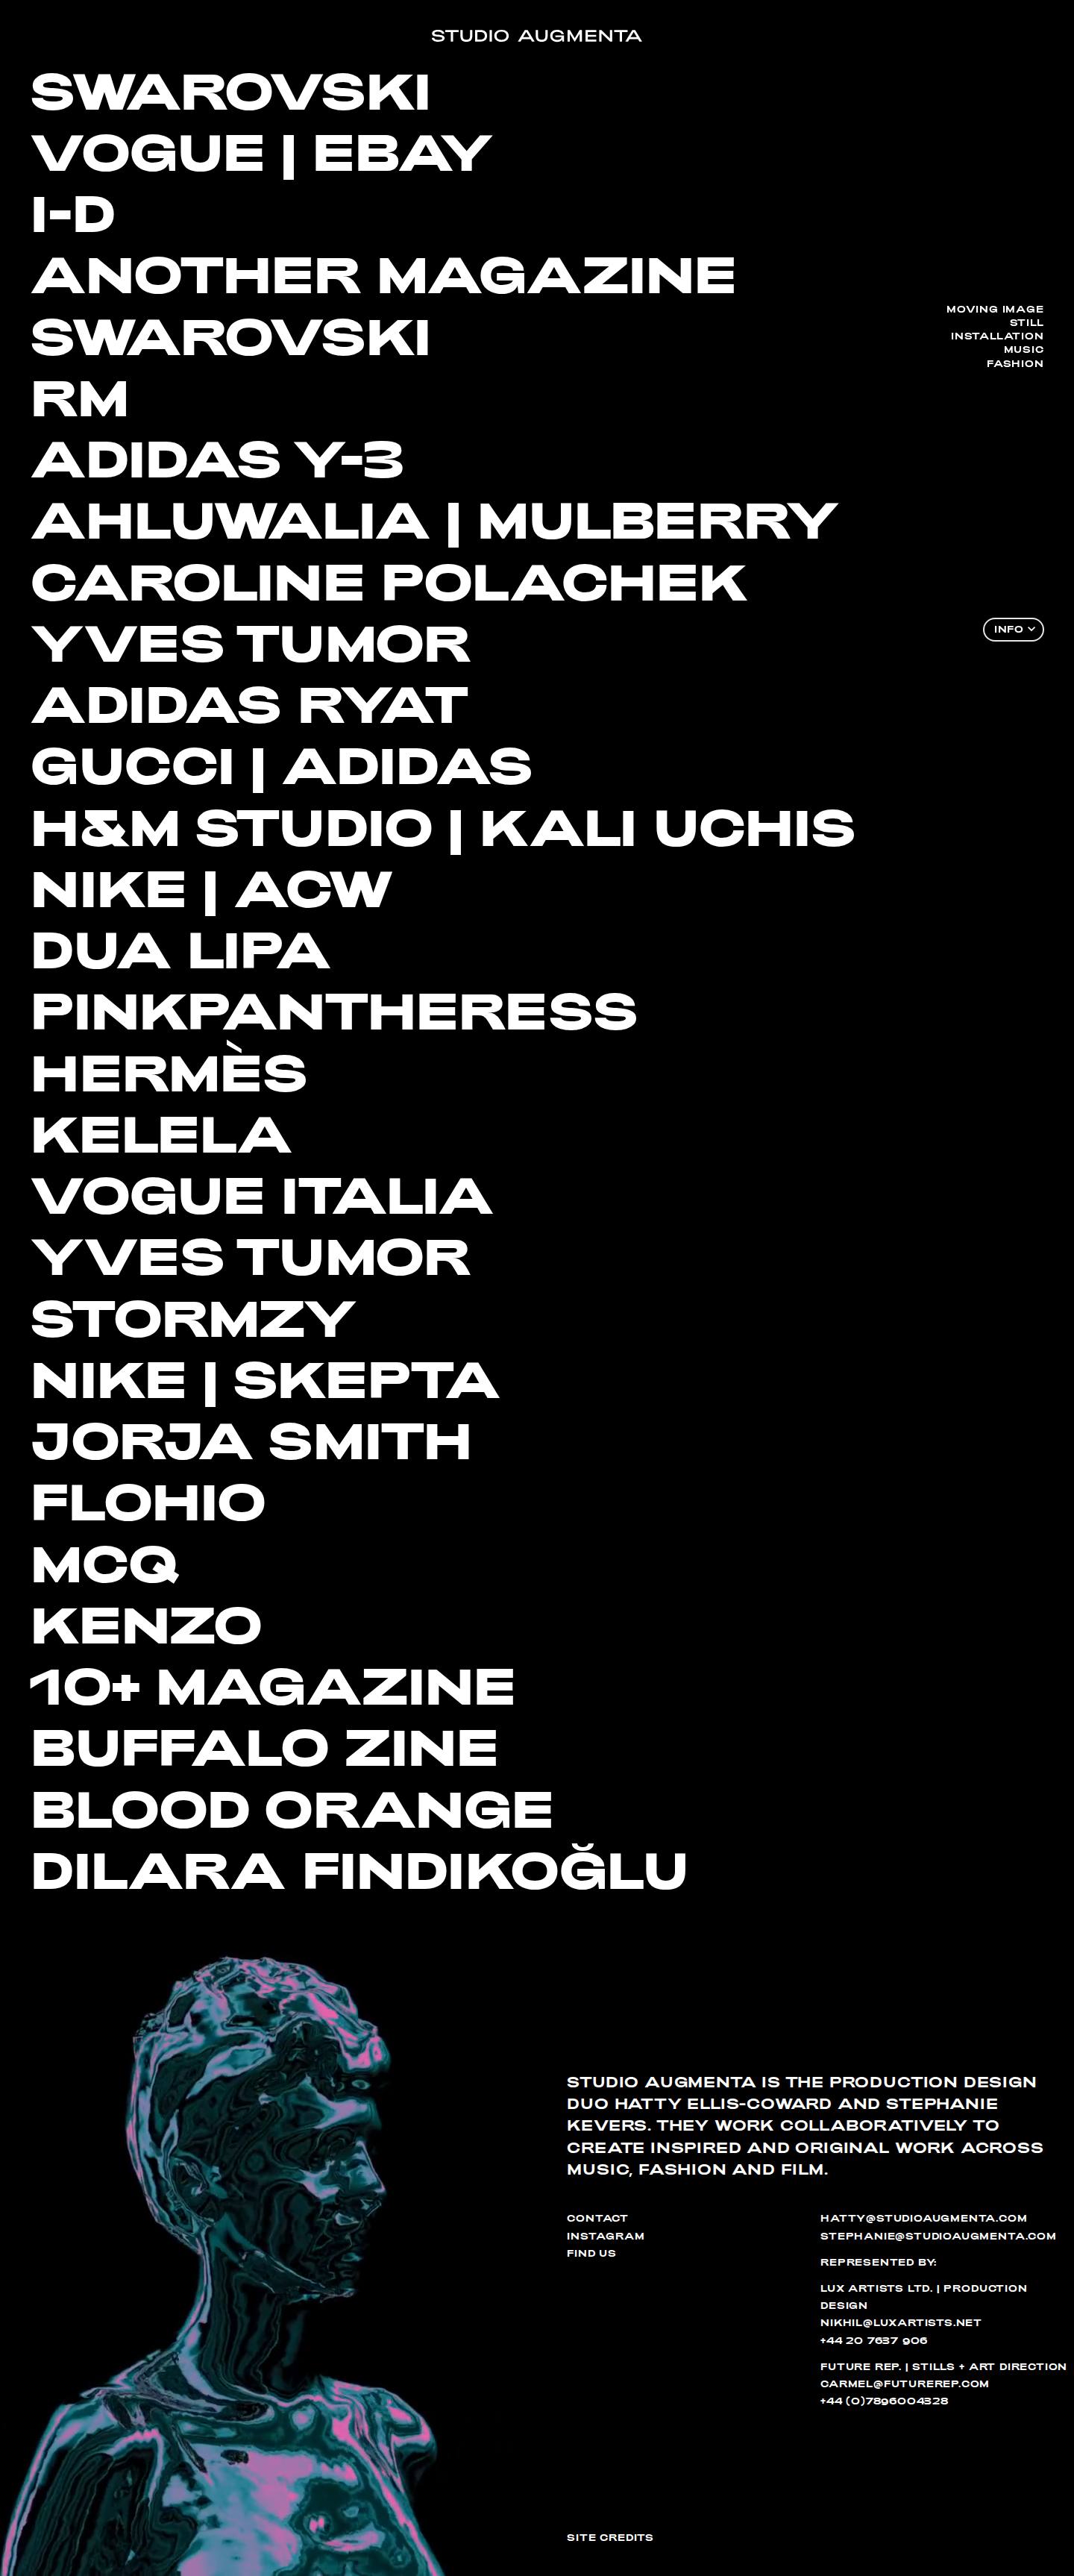 STUDIO AUGMENTA
SWAROVSKI
VOGUE | EBAY
I-D
ANOTHER MAGAZINE
SWAROVSKI
RM
ADIDAS Y-3
AHLUWALIA | MULBERRY
CAROLINE POLACHEK
YVES TUMOR
ADIDAS RYAT
GUCCI | ADIDAS
H&M STUDIO | KALI UCHIS
NIKE | ACW
DUA LIPA
PINKPANTHERESS
HERMÈS
KELELA
VOGUE ITALIA
YVES TUMOR
STORMZY
NIKE | SKEPTA
JORJA SMITH
FLOHIO
MCQ
KENZO
10+ MAGAZINE
BUFFALO ZINE
BLOOD ORANGE
DILARA FINDIKOĞLU
MOVING IMAGE
STILL
INSTALLATION
MUSIC
FASHION
INFO
STUDIO AUGMENTA IS THE PRODUCTION DESIGN
DUO HATTY ELLIS-COWARD AND STEPHANIE
KEVERS. THEY WORK COLLABORATIVELY TO
CREATE INSPIRED AND ORIGINAL WORK ACROSS
MUSIC, FASHION AND FILM.
CONTACT
INSTAGRAM
FIND US
HATTY@STUDIOAUGMENTA.COM
STEPHANIE@STUDIOAUGMENTA.COM
REPRESENTED BY:
LUX ARTISTS LTD. | PRODUCTION
DESIGN
NIKHIL@LUXARTISTS.NET
+44 20 7637 906
FUTURE REP. | STILLS + ART DIRECTION
CARMEL@FUTUREREP.COM
+44 (0)7896004328
SITE CREDITS